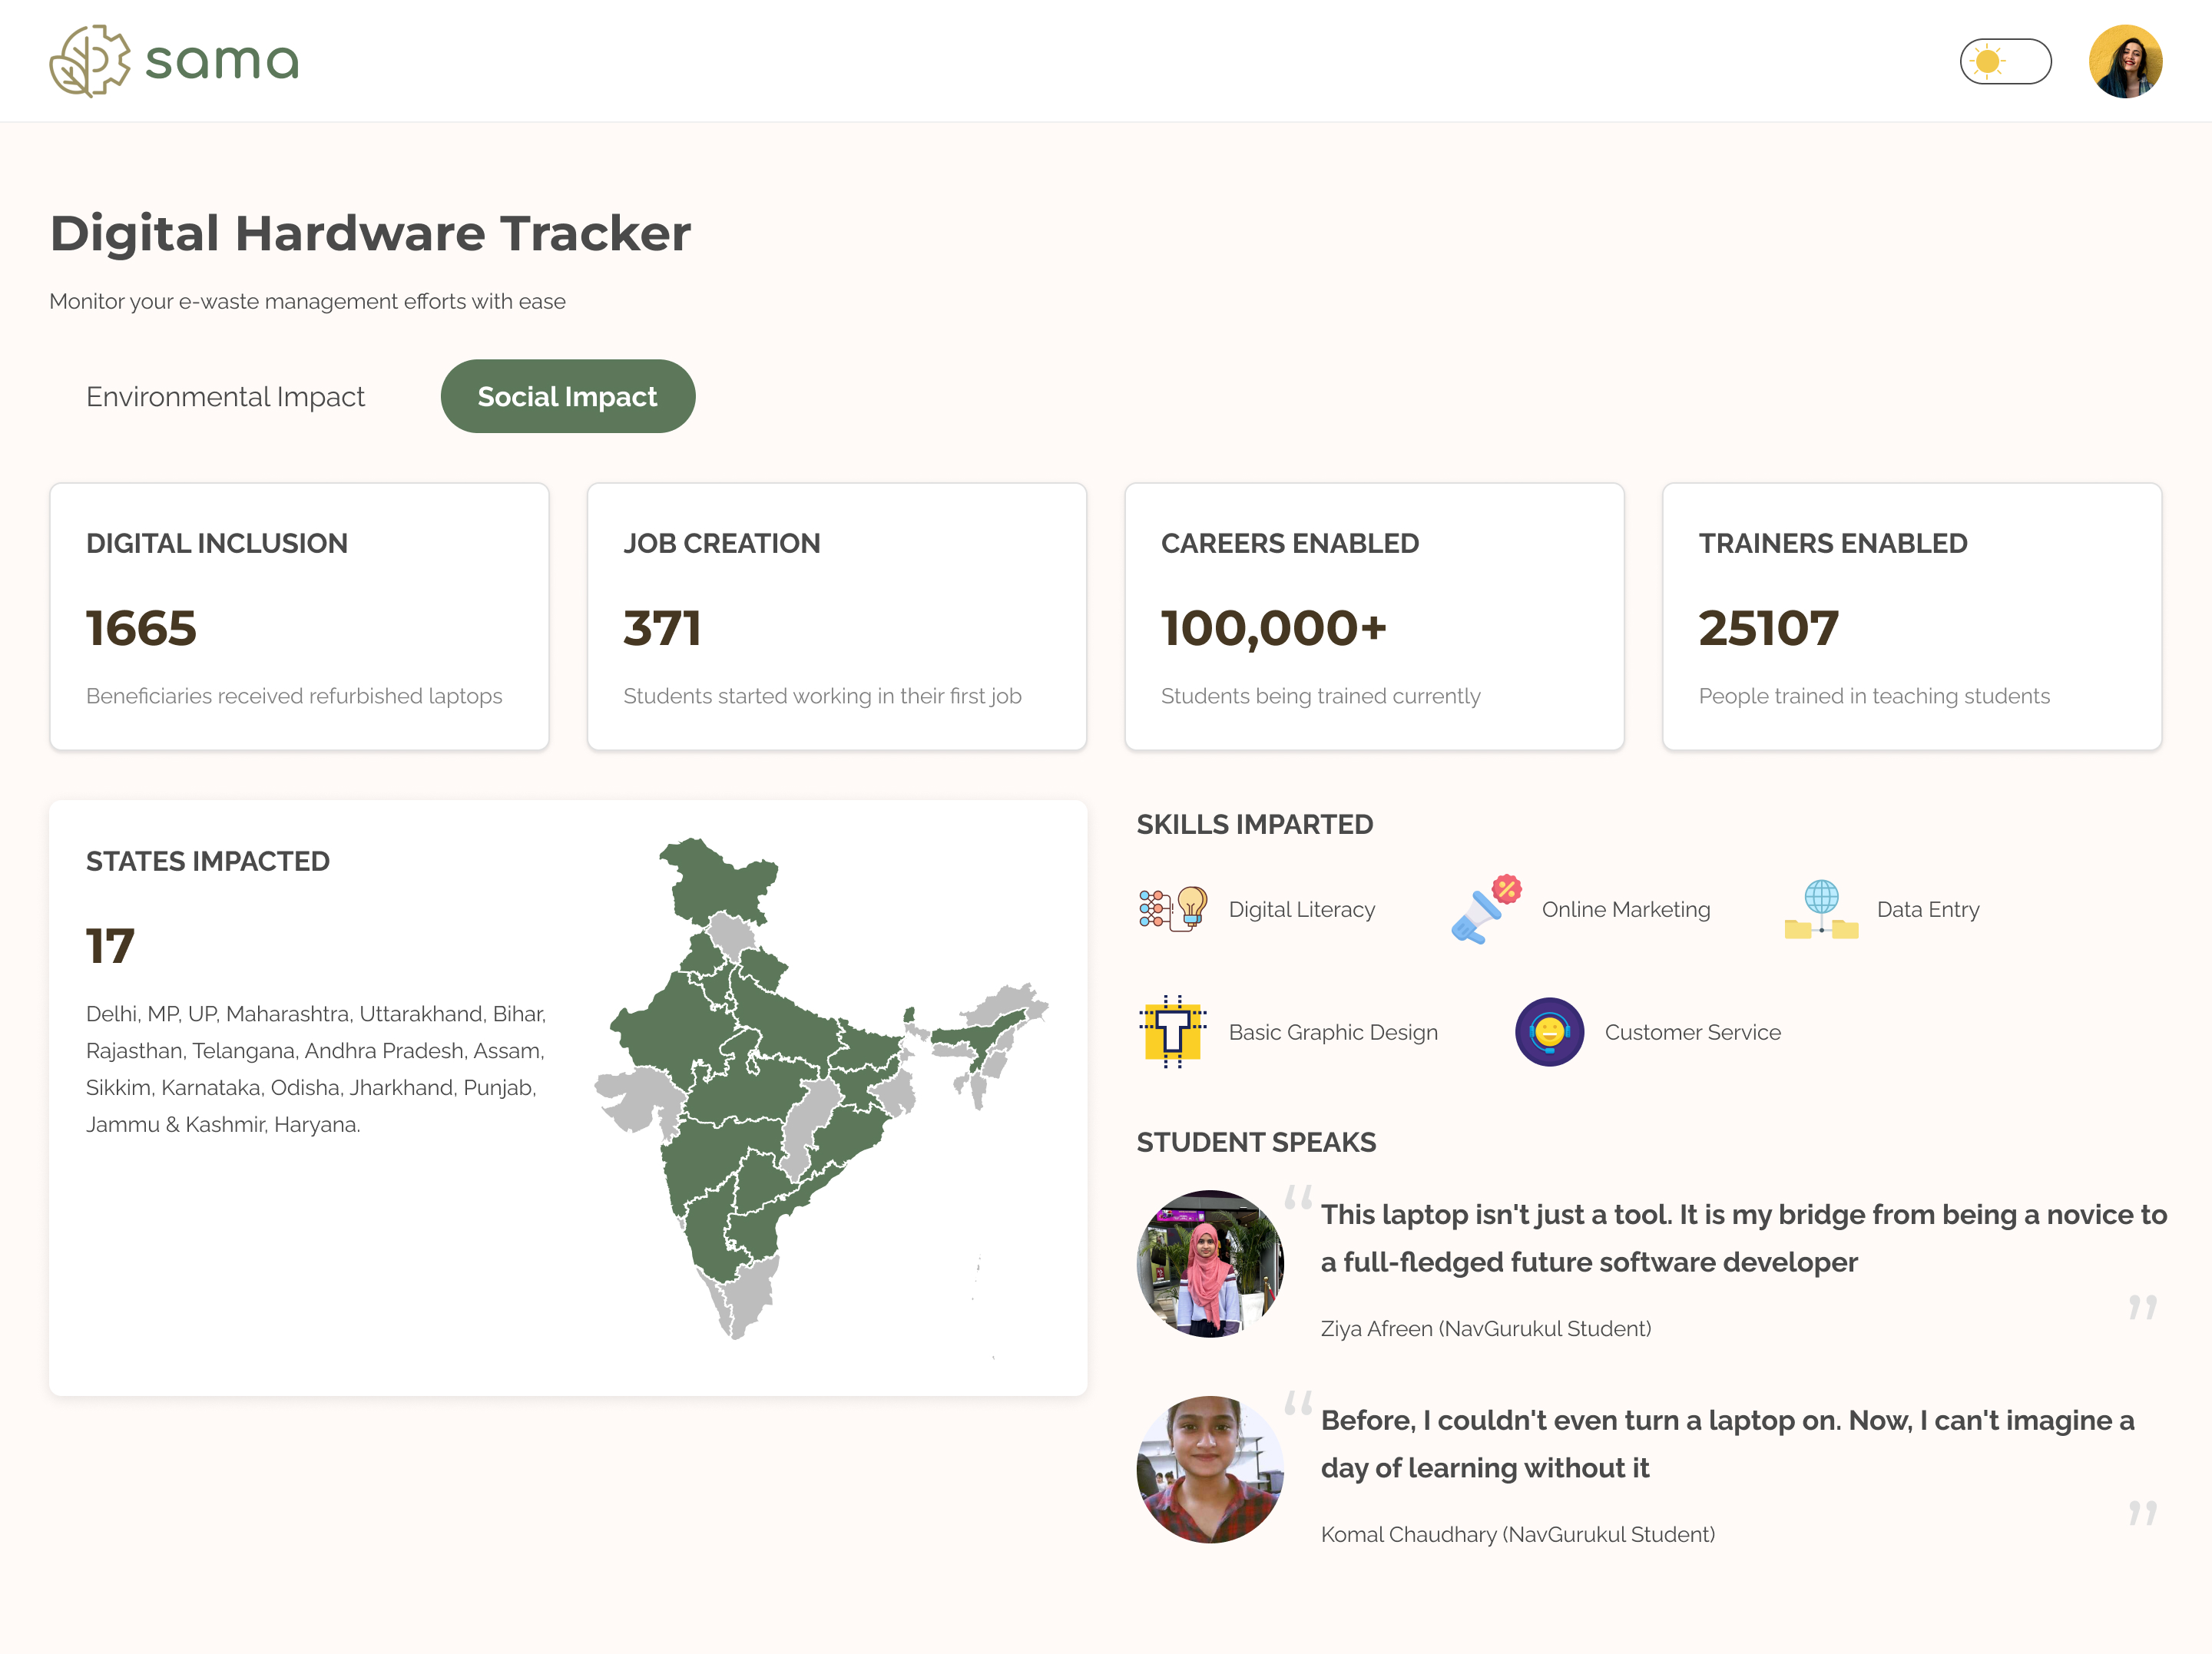 sama
Digital Hardware Tracker
Monitor your e-waste management efforts with ease
Environmental Impact
Social Impact
DIGITAL INCLUSION
1665
Beneficiaries received refurbished laptops
JOB CREATION
371
Students started working in their first job
CAREERS ENABLED
100,000+
Students being trained currently
TRAINERS ENABLED
25107
People trained in teaching students
STATES IMPACTED
17
Delhi, MP, UP, Maharashtra, Uttarakhand, Bihar,
Rajasthan, Telangana, Andhra Pradesh, Assam,
Sikkim, Karnataka, Odisha, Jharkhand, Punjab,
Jammu & Kashmir, Haryana.
SKILLS IMPARTED
Digital Literacy
Online Marketing
Data Entry
Basic Graphic Design
Customer Service
STUDENT SPEAKS
“This laptop isn't just a tool. It is my bridge from being a novice to
a full-fledged future software developer”
Ziya Afreen (NavGurukul Student)
“Before, I couldn't even turn a laptop on. Now, I can't imagine a
day of learning without it”
Komal Chaudhary (NavGurukul Student)